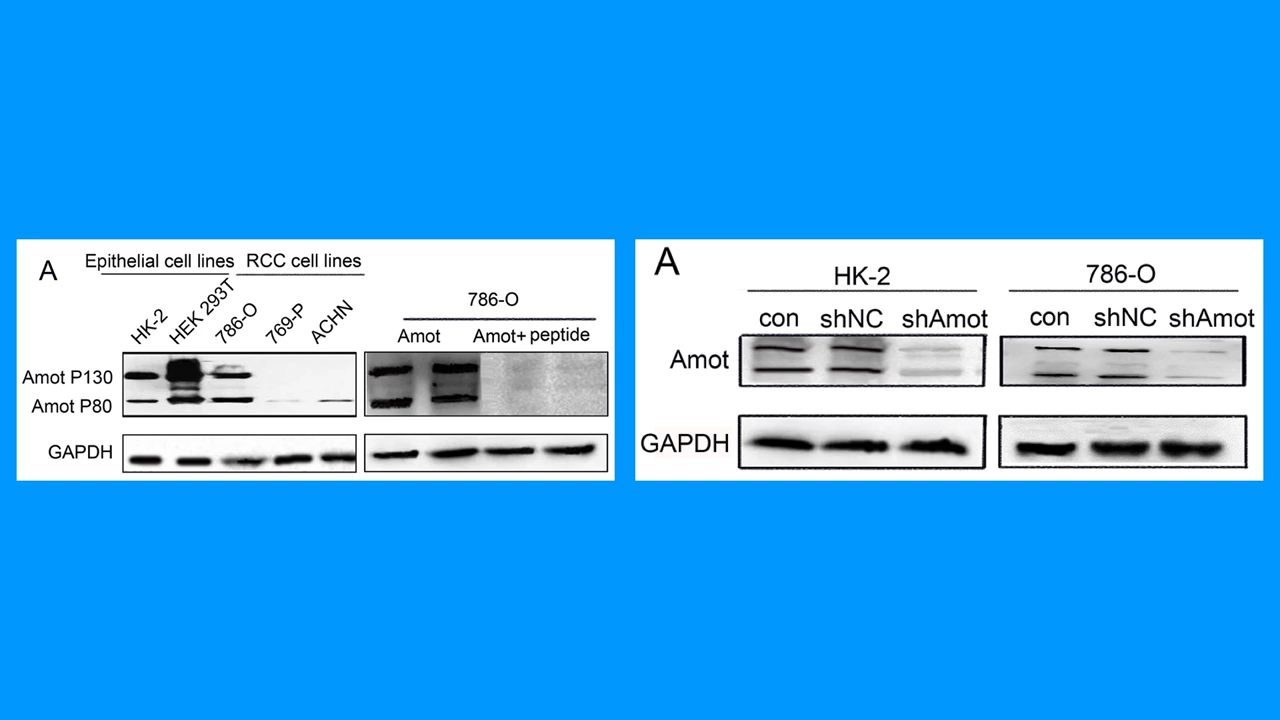 A
Epithelial cell lines RCC cell lines
HK-2 HEK 293T 786-O 769-P ACHN
786-O
Amot Amot+ peptide
Amot P130
Amot P80
GAPDH
A
HK-2 786-O
con shNC shAmot con shNC shAmot
Amot
GAPDH